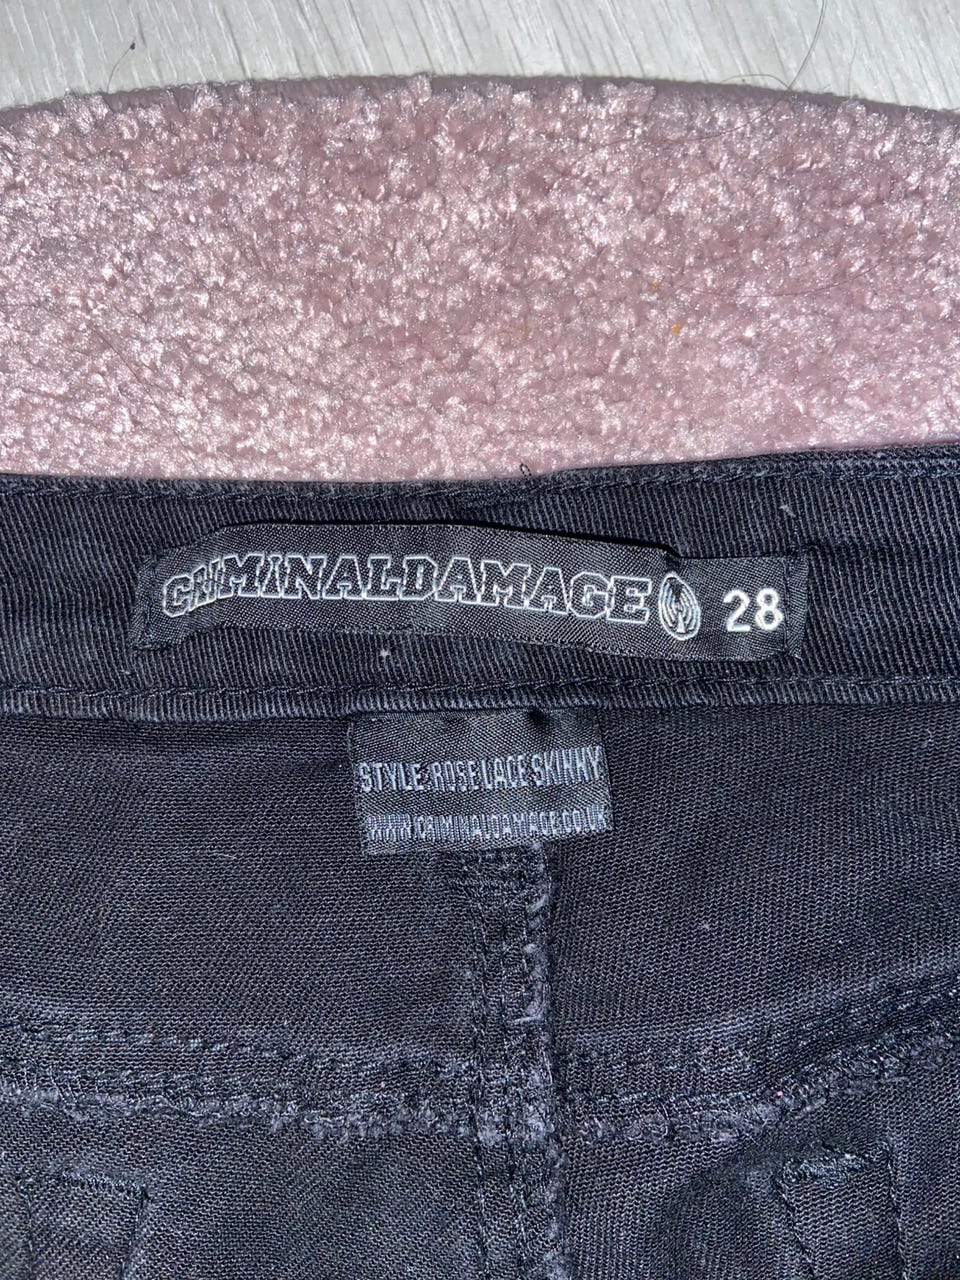 CRIMINALDAMAGE 28
STYLE: ROSE LACE SKINNY
WWW.CRIMINALDAMAGE.CO.UK